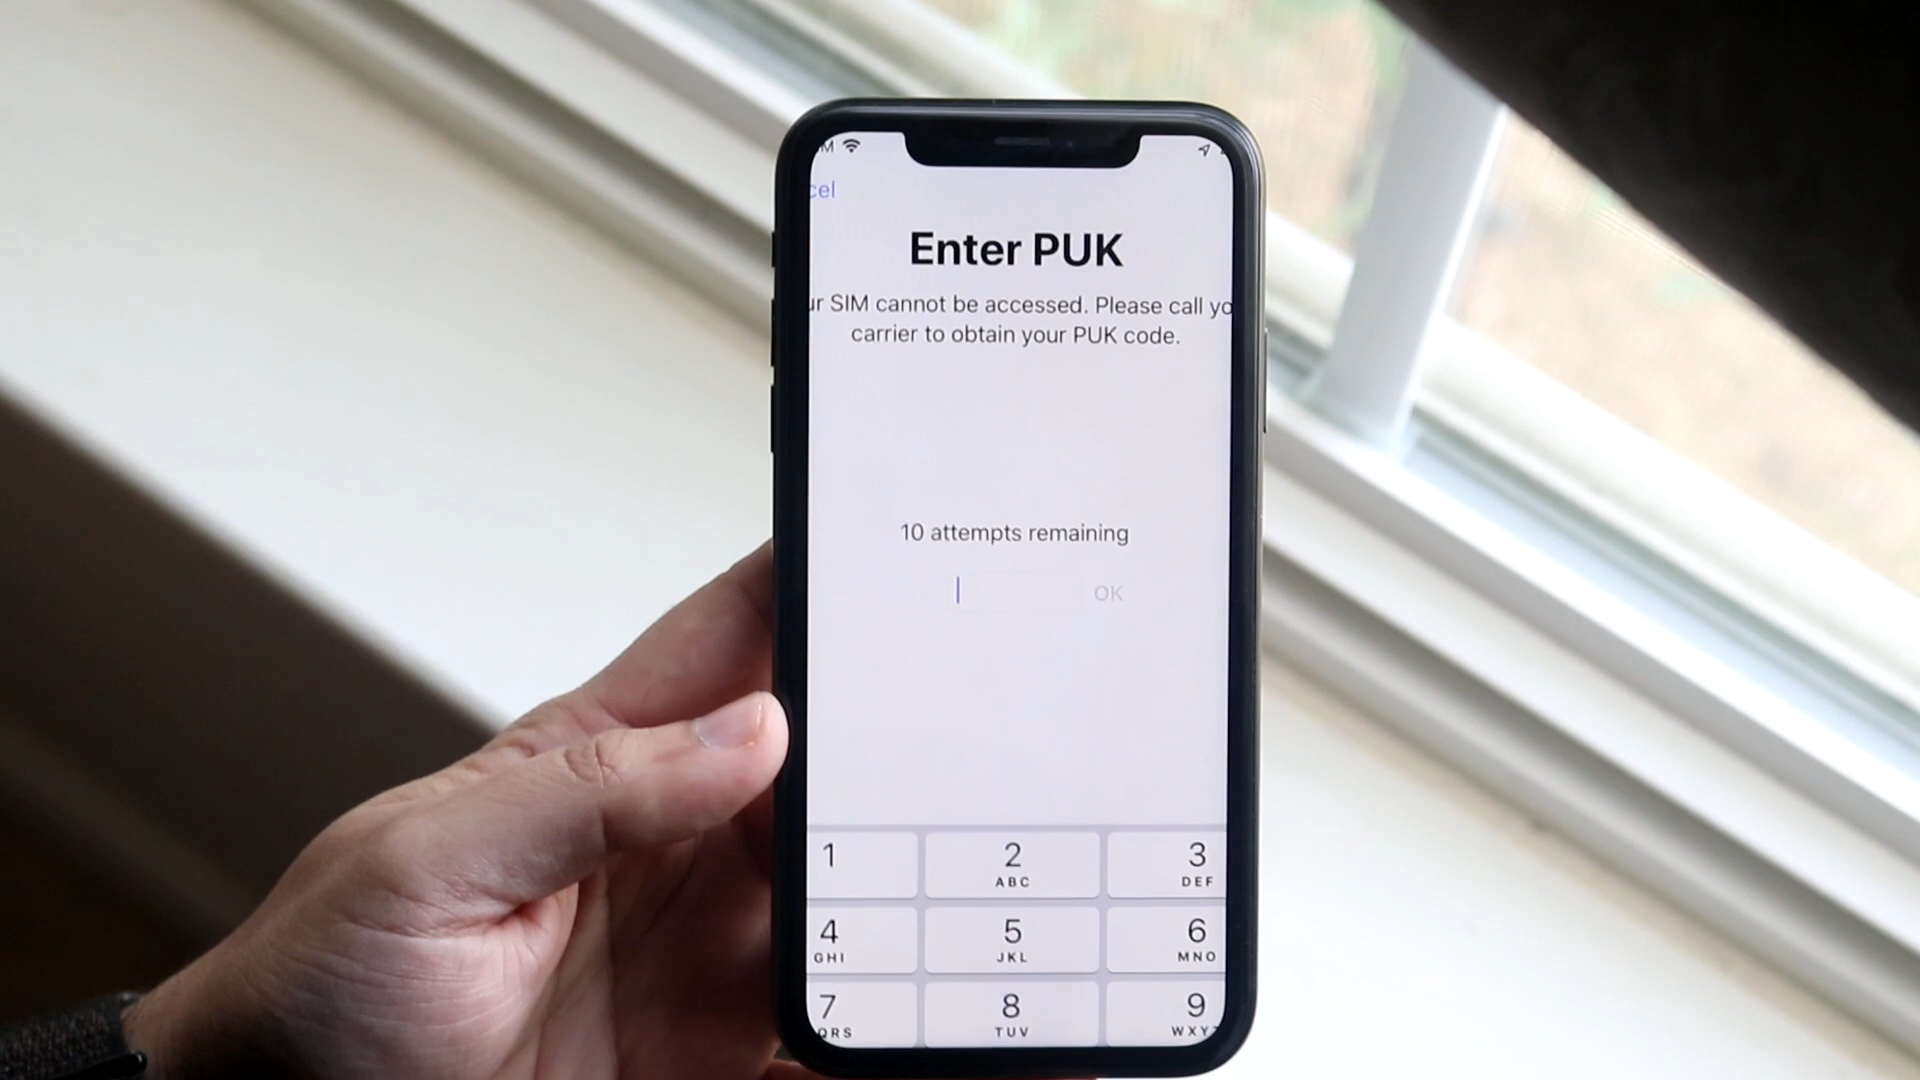 M
cel
Enter PUK
ur SIM cannot be accessed. Please call yo
carrier to obtain your PUK code.
10 attempts remaining
OK
1 2 3
ABC DEF
4 5 6
GHI JKL MNO
7 8 9
QRS TUV WXYZ